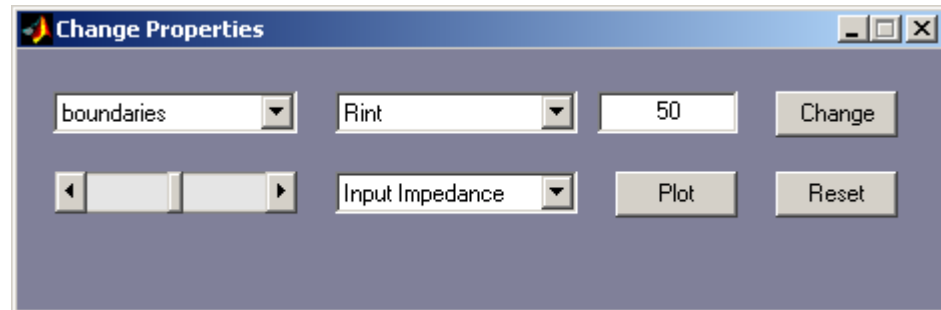 Change Properties
boundaries Rint 50 Change
Input Impedance Plot Reset